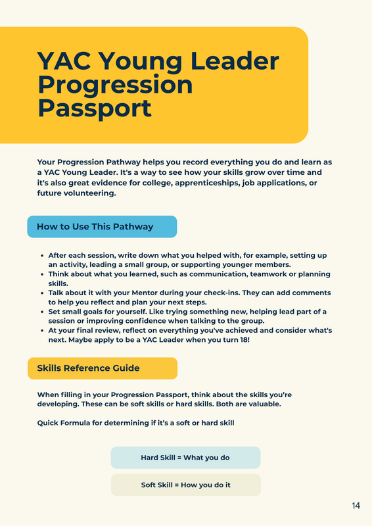 YAC Young Leader
Progression
Passport
Your Progression Pathway helps you record everything you do and learn as
a YAC Young Leader. It's a way to see how your skills grow over time and
it's also great evidence for college, apprenticeships, job applications, or
future volunteering.
How to Use This Pathway
• After each session, write down what you helped with, for example, setting up
an activity, leading a small group, or supporting younger members.
• Think about what you learned, such as communication, teamwork or planning
skills.
• Talk about it with your Mentor during your check-ins. They can add comments
to help you reflect and plan your next steps.
• Set small goals for yourself. Like trying something new, helping lead part of a
session or improving confidence when talking to the group.
• At your final review, reflect on everything you've achieved and consider what's
next. Maybe apply to be a YAC Leader when you turn 18!
Skills Reference Guide
When filling in your Progression Passport, think about the skills you're
developing. These can be soft skills or hard skills. Both are valuable.
Quick Formula for determining if it's a soft or hard skill
Hard Skill = What you do
Soft Skill = How you do it
14